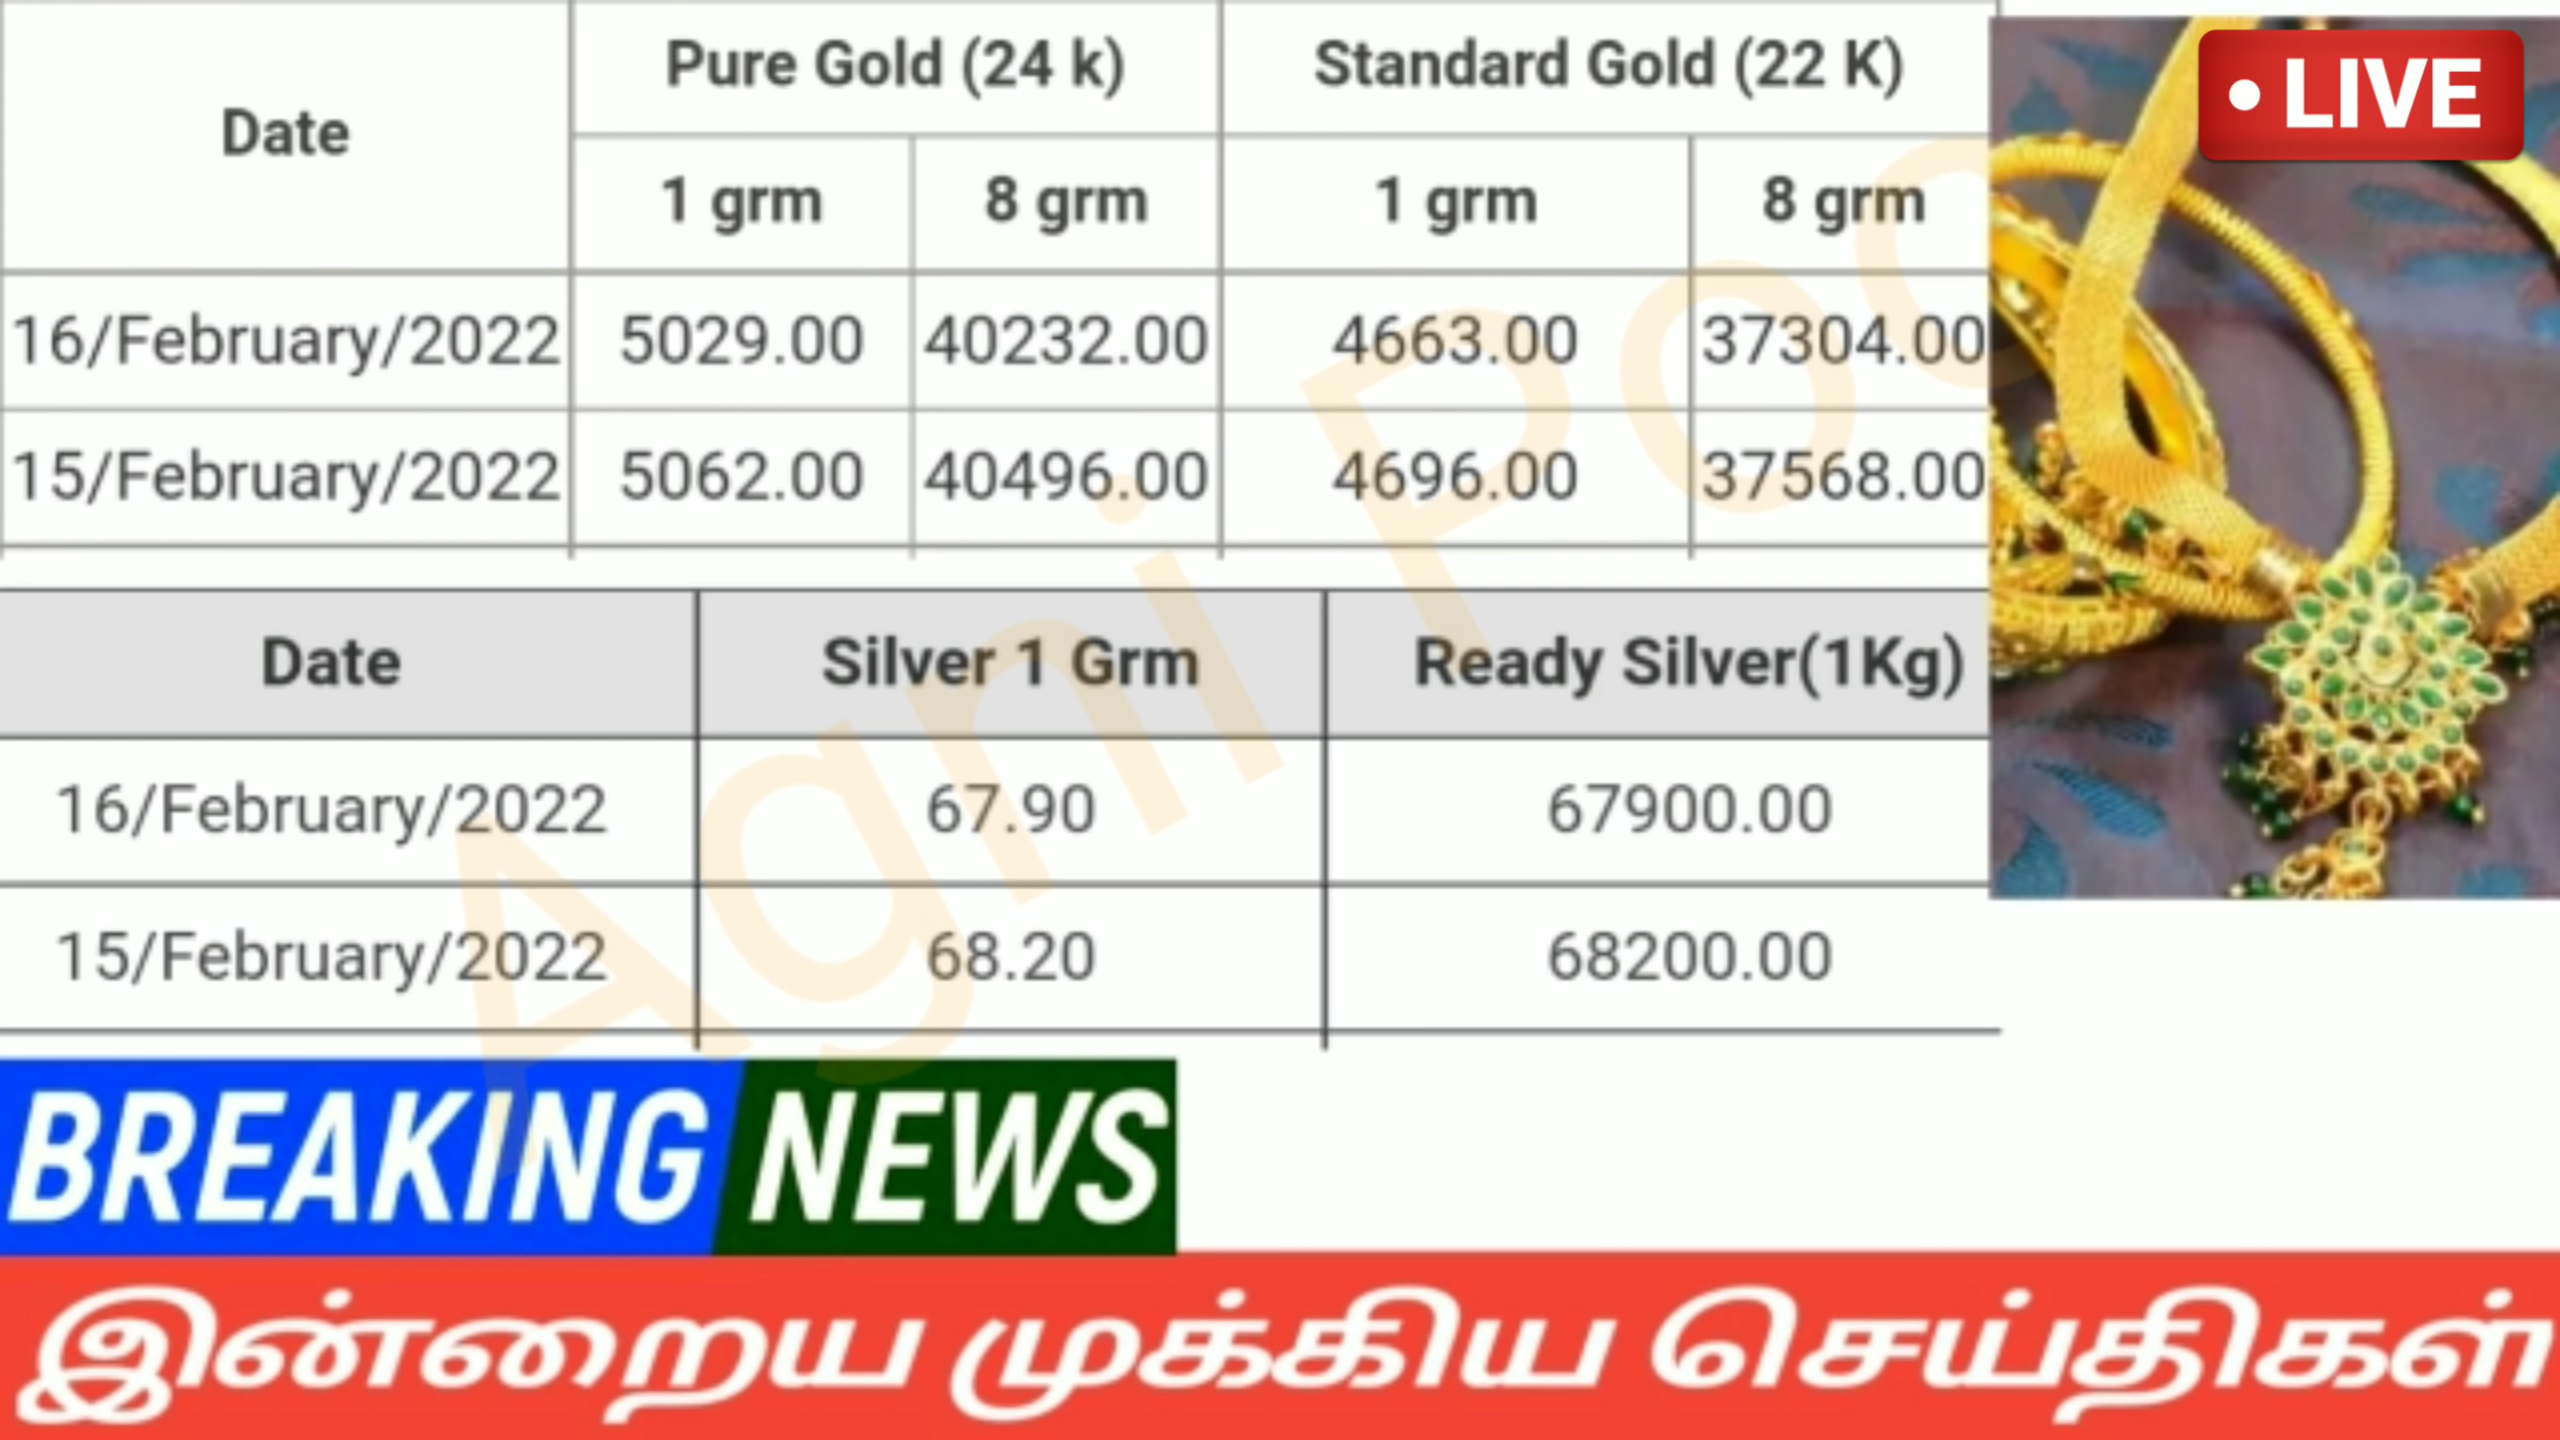 Date Pure Gold (24 k) Standard Gold (22 K)
1 grm 8 grm 1 grm 8 grm
16/February/2022 5029.00 40232.00 4663.00 37304.00
15/February/2022 5062.00 40496.00 4696.00 37568.00
Date Silver 1 Grm Ready Silver(1Kg)
16/February/2022 67.90 67900.00
15/February/2022 68.20 68200.00
• LIVE
Agni
BREAKING NEWS
இன்றைய முக்கிய செய்திகள்